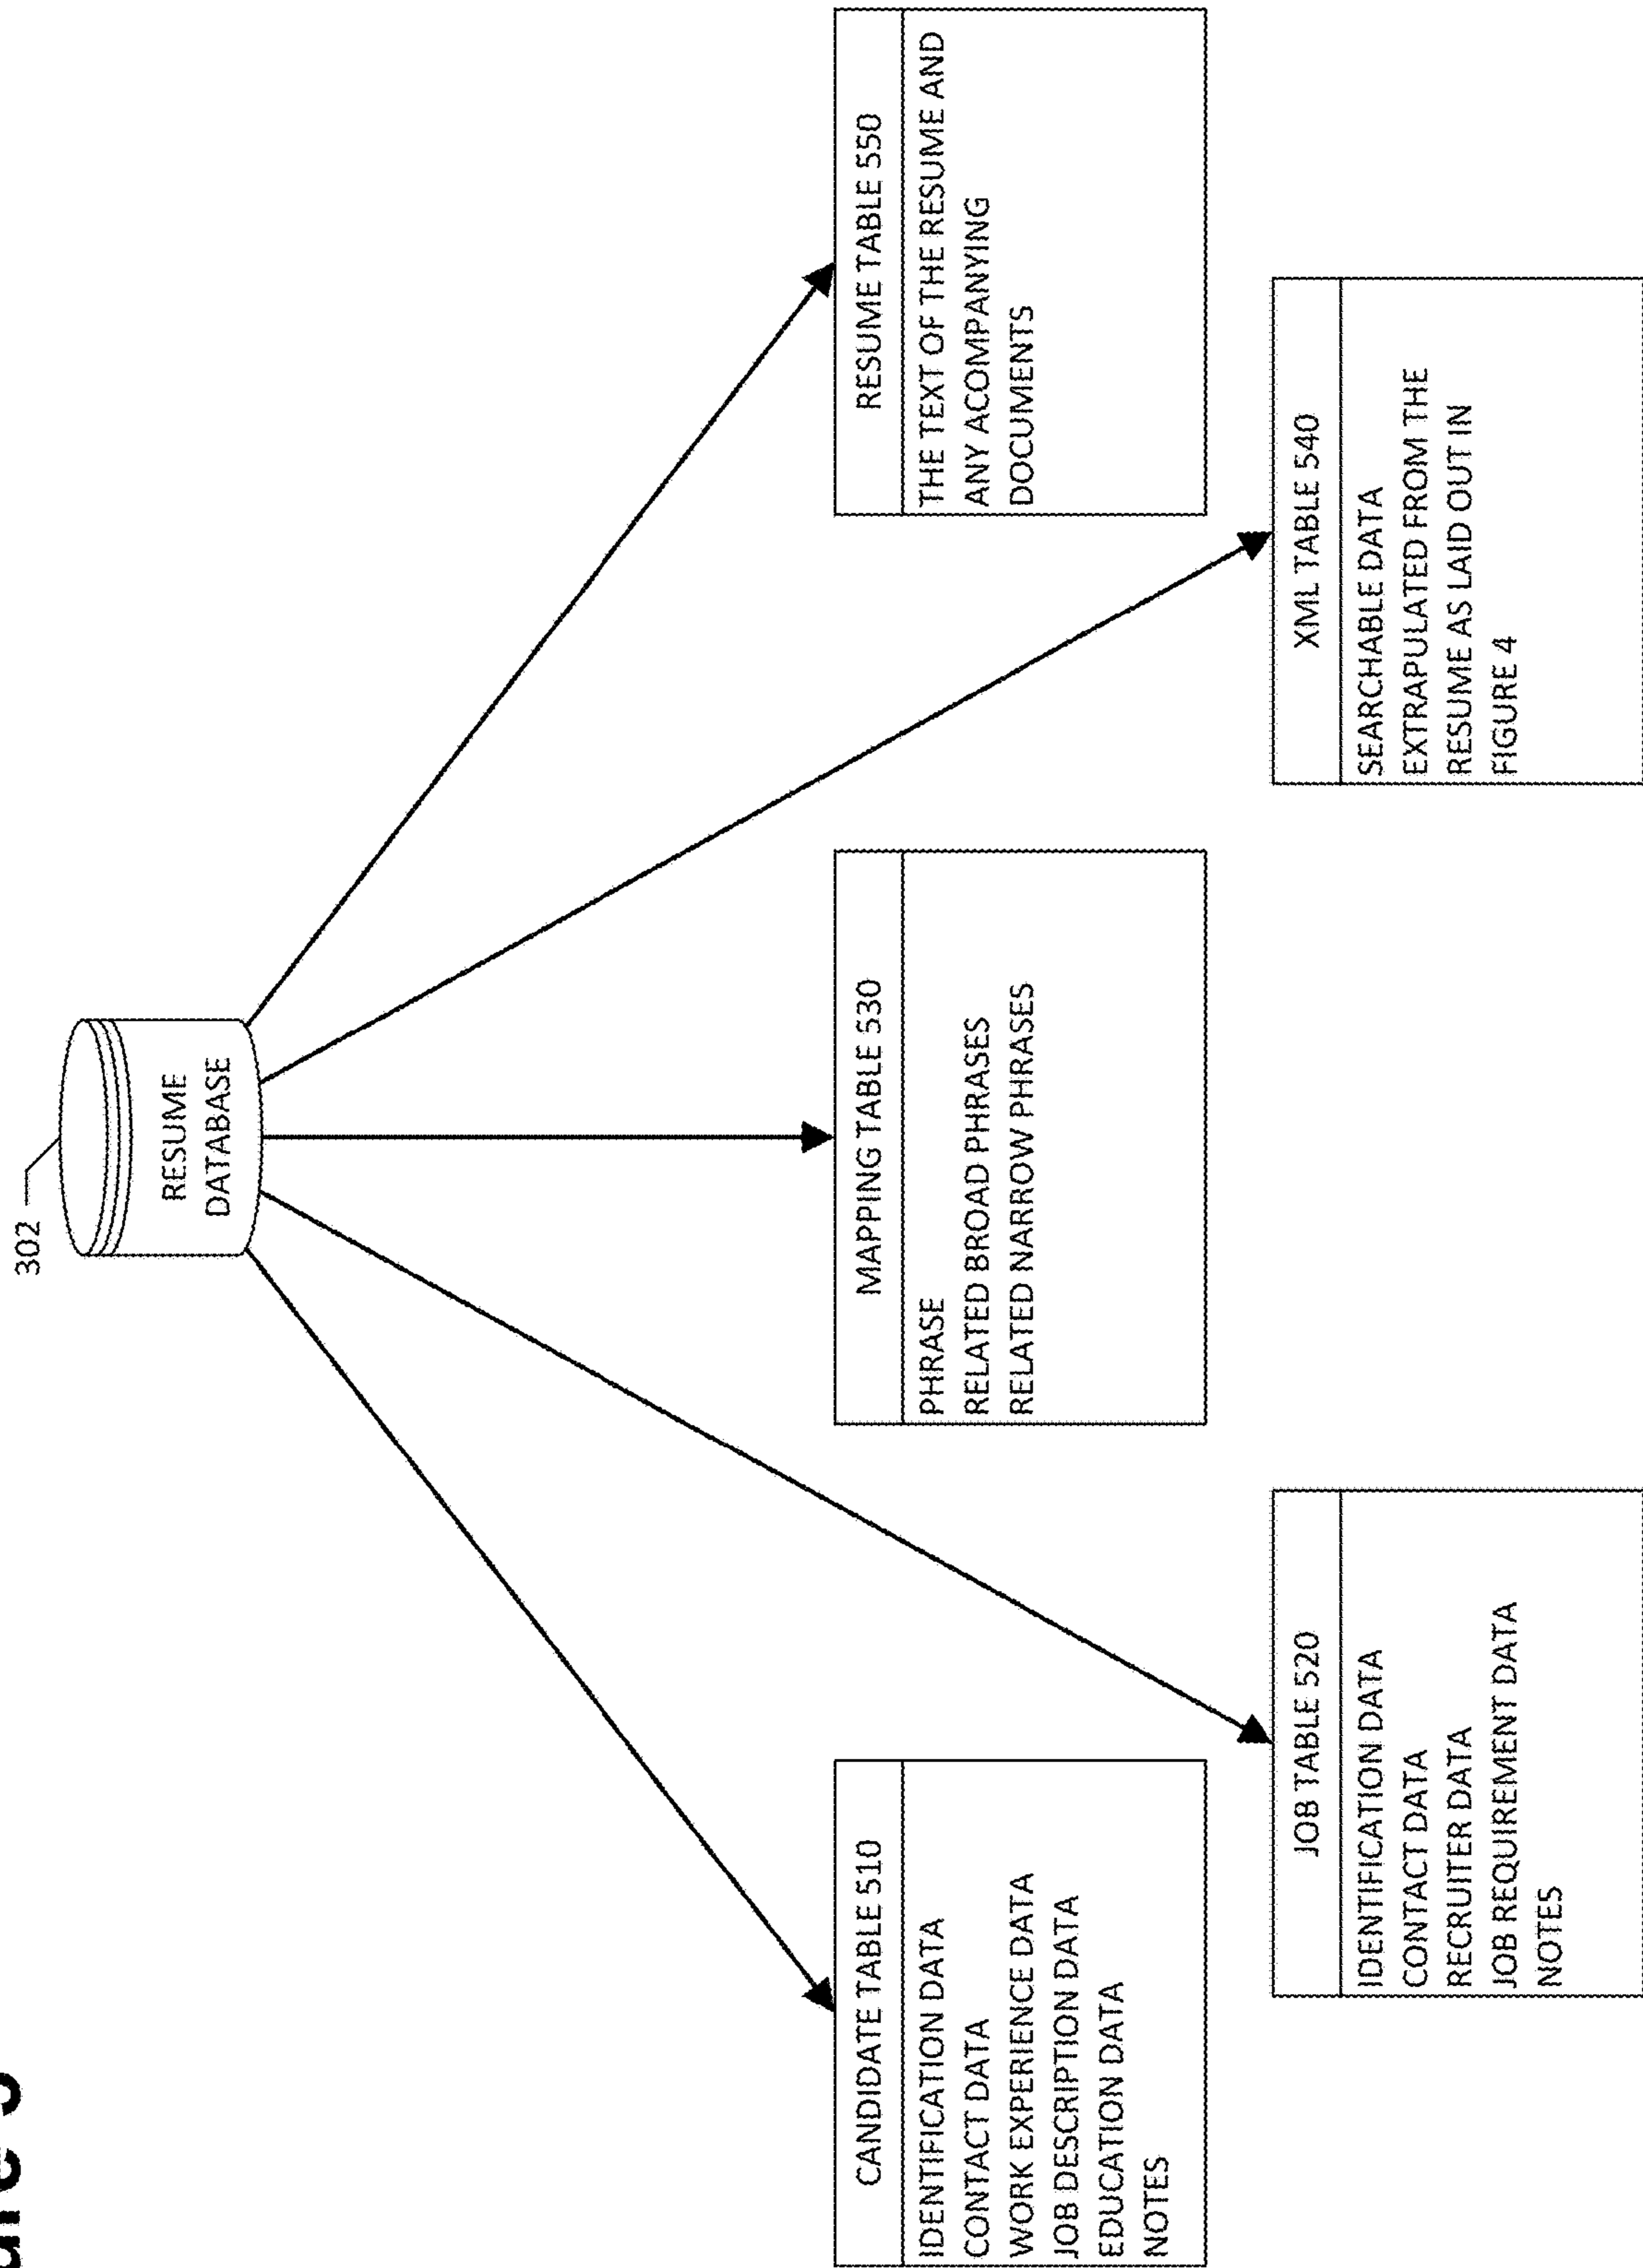 302
RESUME
DATABASE
CANDIDATE TABLE 510
IDENTIFICATION DATA
CONTACT DATA
WORK EXPERIENCE DATA
JOB DESCRIPTION DATA
EDUCATION DATA
NOTES
MAPPING TABLE 530
PHRASE
RELATED BROAD PHRASES
RELATED NARROW PHRASES
RESUME TABLE 550
THE TEXT OF THE RESUME AND
ANY ACOMPANYING
DOCUMENTS
JOB TABLE 520
IDENTIFICATION DATA
CONTACT DATA
RECRUITER DATA
JOB REQUIREMENT DATA
NOTES
XML TABLE 540
SEARCHABLE DATA
EXTRAPULATED FROM THE
RESUME AS LAID OUT IN
FIGURE 4